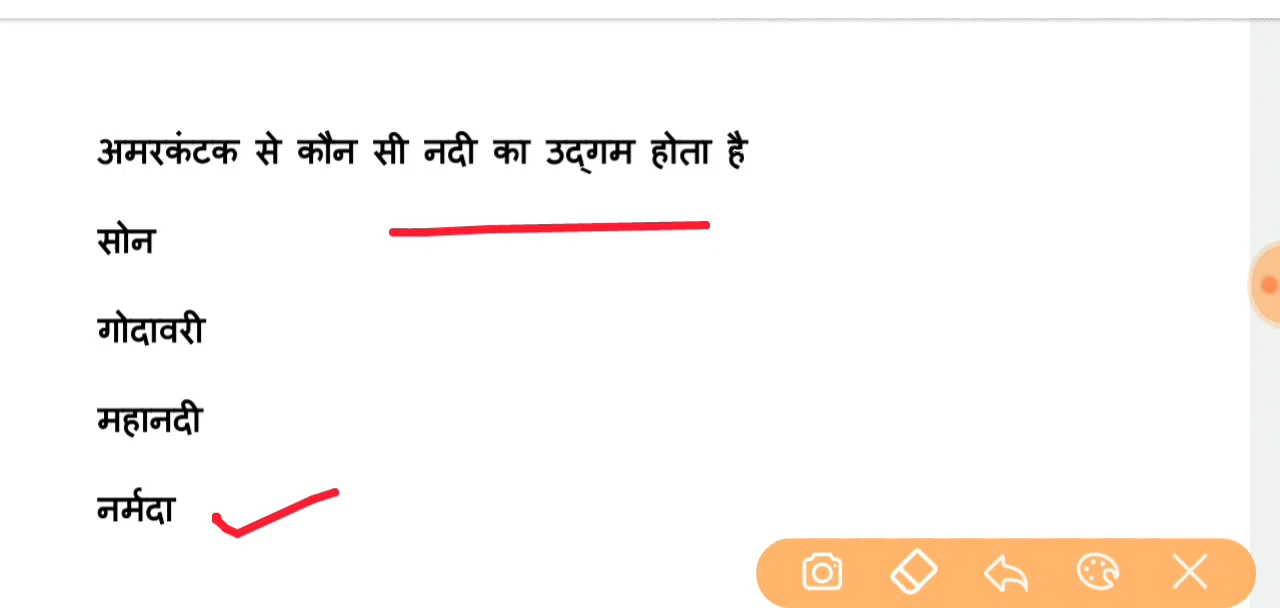 अमरकंटक से कौन सी नदी का उद्गम होता है
सोन
गोदावरी
महानदी
नर्मदा